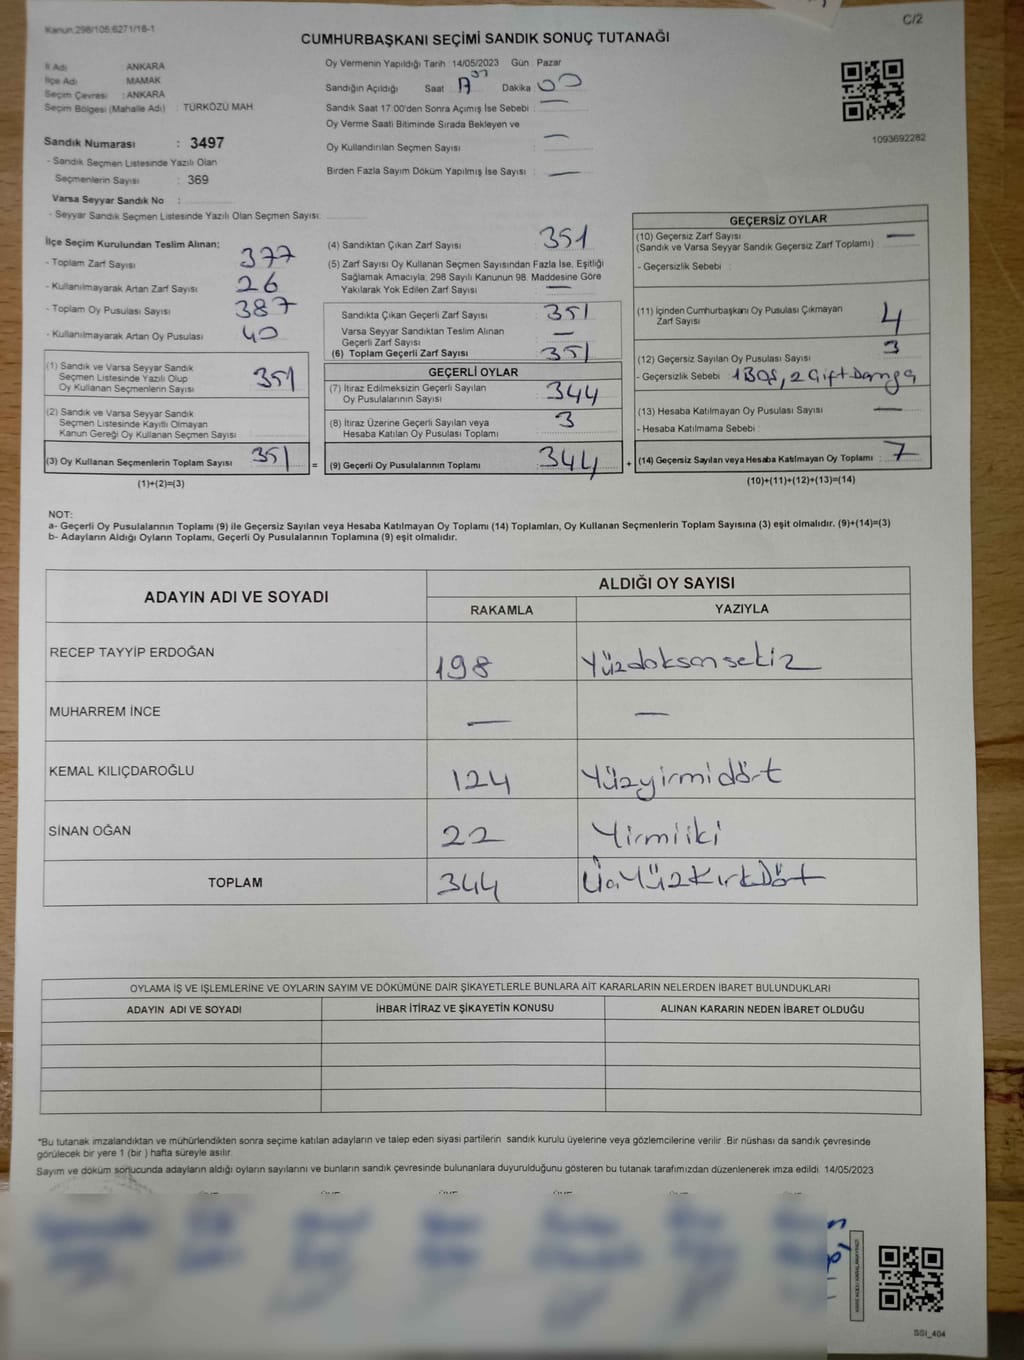 Kanun.298/105.6271/18-1
C/2
CUMHURBAŞKANI SEÇİMİ SANDIK SONUÇ TUTANAĞI
İl Adı : ANKARA
İlçe Adı : MAMAK
Seçim Çevresi : ANKARA
Seçim Bölgesi (Mahalle Adı) : TÜRKÖZÜ MAH.
Sandık Numarası : 3497
- Sandık Seçmen Listesinde Yazılı Olan
Seçmenlerin Sayısı : 369
Varsa Seyyar Sandık No :
- Seyyar Sandık Seçmen Listesinde Yazılı Olan Seçmen Sayısı:
Oy Vermenin Yapıldığı Tarih 14/05/2023 Gün : Pazar
Sandığın Açıldığı Saat Dakika : 00
Sandık Saat 17.00'den Sonra Açılmış İse Sebebi : —
Oy Verme Saati Bitiminde Sırada Bekleyen ve
Oy Kullandırılan Seçmen Sayısı : —
Birden Fazla Sayım Döküm Yapılmış İse Sayısı : —
1093692282
İlçe Seçim Kurulundan Teslim Alınan:
- Toplam Zarf Sayısı : 377
- Kullanılmayarak Artan Zarf Sayısı : 26
- Toplam Oy Pusulası Sayısı : 387
- Kullanılmayarak Artan Oy Pusulası : 40
(1) Sandık ve Varsa Seyyar Sandık
Seçmen Listesinde Yazılı Olup
Oy Kullanan Seçmenlerin Sayısı : 351
(2) Sandık ve Varsa Seyyar Sandık
Seçmen Listesinde Kayıtlı Olmayan
Kanun Gereği Oy Kullanan Seçmen Sayısı :
(3) Oy Kullanan Seçmenlerin Toplam Sayısı : 351 =
(1)+(2)=(3)
(4) Sandıktan Çıkan Zarf Sayısı : 351
(5) Zarf Sayısı Oy Kullanan Seçmen Sayısından Fazla İse, Eşitliği
Sağlamak Amacıyla, 298 Sayılı Kanunun 98. Maddesine Göre
Yakılarak Yok Edilen Zarf Sayısı : —
Sandıkta Çıkan Geçerli Zarf Sayısı : 351
Varsa Seyyar Sandıktan Teslim Alınan
Geçerli Zarf Sayısı : —
(6) Toplam Geçerli Zarf Sayısı : 351
GEÇERLİ OYLAR
(7) İtiraz Edilmeksizin Geçerli Sayılan
Oy Pusulalarının Sayısı : 344
(8) İtiraz Üzerine Geçerli Sayılan veya
Hesaba Katılan Oy Pusulası Toplamı : 3
(9) Geçerli Oy Pusulalarının Toplamı : 344 +
GEÇERSİZ OYLAR
(10) Geçersiz Zarf Sayısı
(Sandık ve Varsa Seyyar Sandık Geçersiz Zarf Toplamı) : —
- Geçersizlik Sebebi :
(11) İçinden Cumhurbaşkanı Oy Pusulası Çıkmayan
Zarf Sayısı : 4
(12) Geçersiz Sayılan Oy Pusulası Sayısı : 3
- Geçersizlik Sebebi : 1 Boş, 2 Çift Damga
(13) Hesaba Katılmayan Oy Pusulası Sayısı : —
- Hesaba Katılmama Sebebi :
(14) Geçersiz Sayılan veya Hesaba Katılmayan Oy Toplamı : 7
(10)+(11)+(12)+(13)=(14)
NOT:
a- Geçerli Oy Pusulalarının Toplamı (9) ile Geçersiz Sayılan veya Hesaba Katılmayan Oy Toplamı (14) Toplamları, Oy Kullanan Seçmenlerin Toplam Sayısına (3) eşit olmalıdır. (9)+(14)=(3)
b- Adayların Aldığı Oyların Toplamı, Geçerli Oy Pusulalarının Toplamına (9) eşit olmalıdır.
ADAYIN ADI VE SOYADI ALDIĞI OY SAYISI
RAKAMLA YAZIYLA
RECEP TAYYİP ERDOĞAN 198 Yüzdoksansekiz
MUHARREM İNCE — —
KEMAL KILIÇDAROĞLU 124 Yüzyirmidört
SİNAN OĞAN 22 Yirmiiki
TOPLAM 344 ÜçYüzKırkDört
OYLAMA İŞ VE İŞLEMLERİNE VE OYLARIN SAYIM VE DÖKÜMÜNE DAİR ŞİKAYETLERLE BUNLARA AİT KARARLARIN NELERDEN İBARET BULUNDUKLARI
ADAYIN ADI VE SOYADI İHBAR İTİRAZ VE ŞİKAYETİN KONUSU ALINAN KARARIN NEDEN İBARET OLDUĞU
*Bu tutanak imzalandıktan ve mühürlendikten sonra seçime katılan adayların ve talep eden siyasi partilerin sandık kurulu üyelerine veya gözlemcilerine verilir. Bir nüshası da sandık çevresinde
görülecek bir yere 1 (bir ) hafta süreyle asılır.
Sayım ve döküm sonucunda adayların aldığı oyların sayılarını ve bunların sandık çevresinde bulunanlara duyurulduğunu gösteren bu tutanak tarafımızdan düzenlenerek imza edildi. 14/05/2023
SSI_404